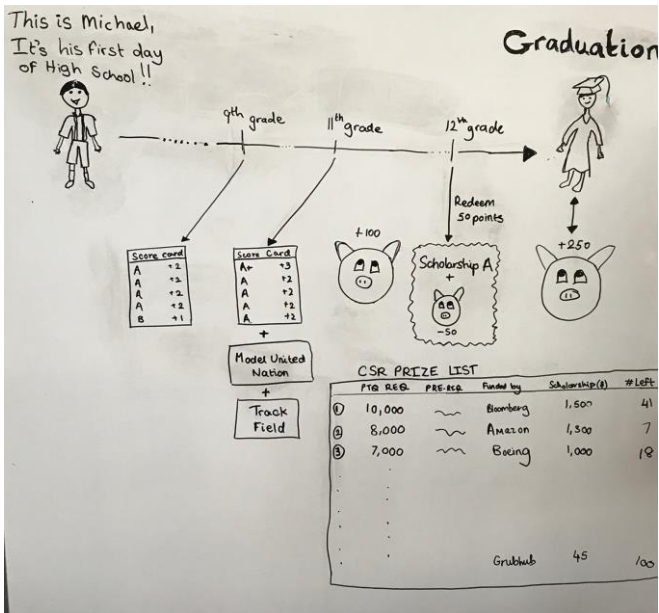 This is Michael,
It's his first day
of High School!!
Graduation
9th grade
11th grade
12th grade
Redeem
50 points
+100
+250
Score card
A +2
A +2
A +2
A +2
B +1
Score Card
A+ +3
A +2
A +2
A +2
A +2
Scholarship A
+
-50
+
Model United
Nation
+
Track
Field
CSR PRIZE LIST
PTS REQ. PRE-REQ Funded by Scholarship($) # Left
1 10,000 Bloomberg 1,500 41
2 8,000 Amazon 1,300 7
3 7,000 Boeing 1,000 18
Grubhub 45 100